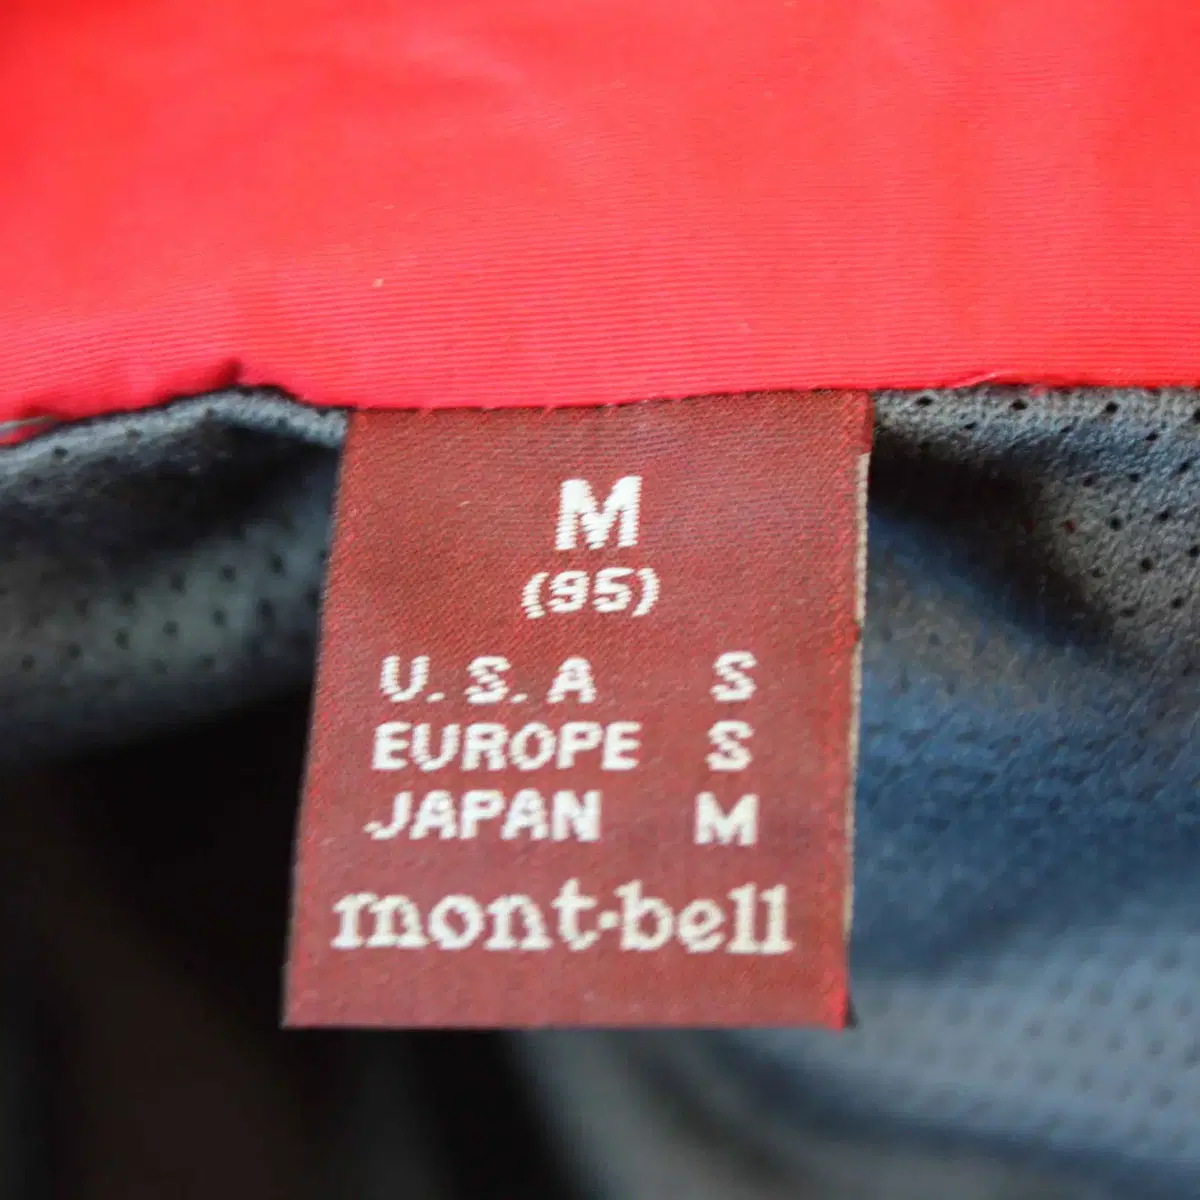 M
(95)
U.S.A S
EUROPE S
JAPAN M
mont·bell